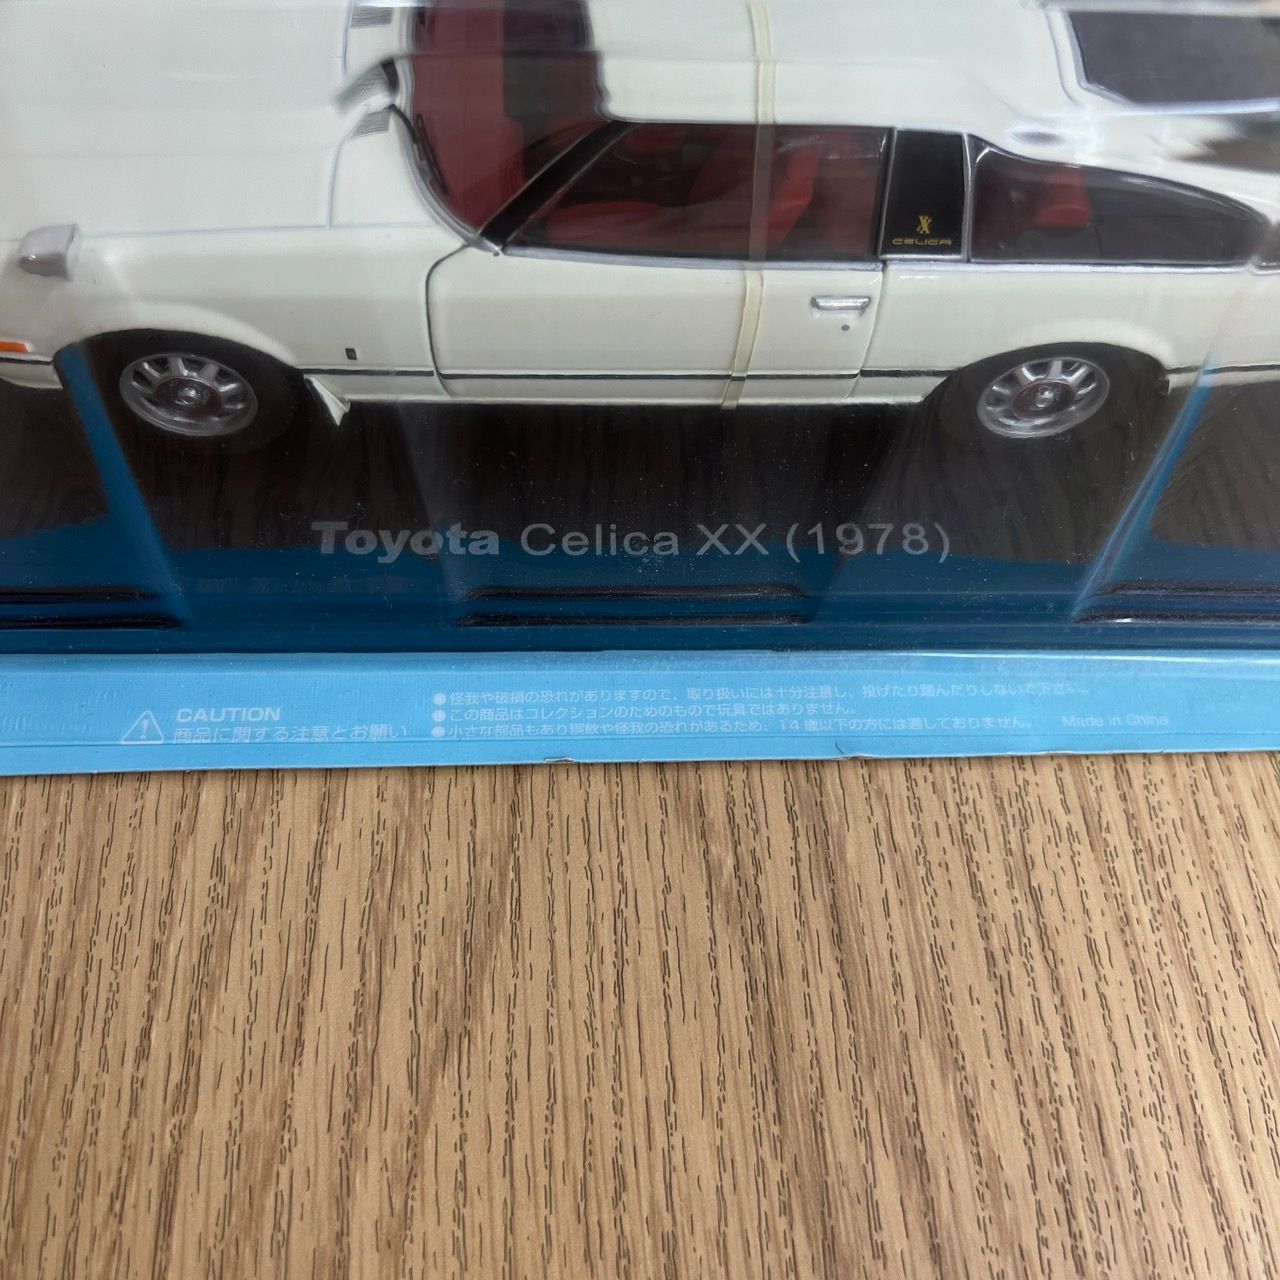 XX
CELICA
Toyota Celica XX (1978)
CAUTION
商品に関する注意とお願い
●怪我や破損の恐れがありますので、取り扱いには十分注意し、投げたり踏んだりしないで下さい。
●この商品はコレクションのためのもので玩具ではありません。
●小さな部品もあり誤飲や怪我の恐れがあるため、14歳以下の方には適しておりません。
Made in China